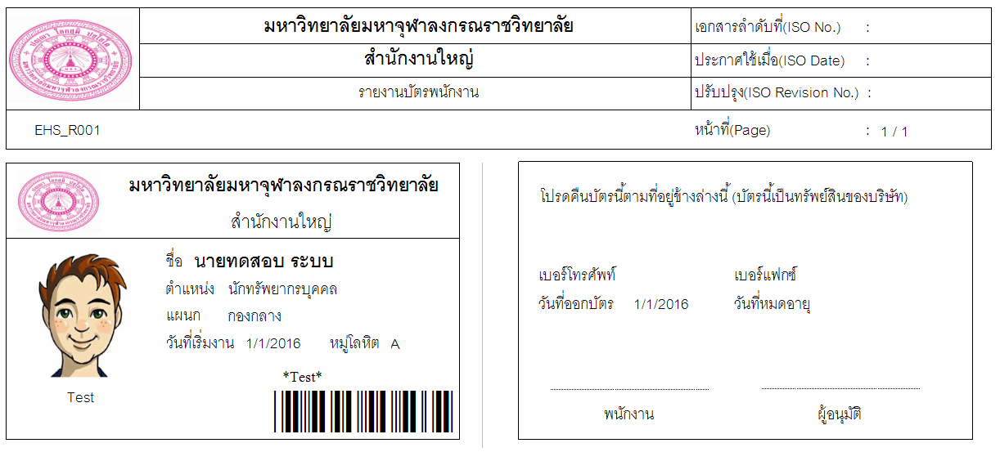 มหาวิทยาลัยมหาจุฬาลงกรณราชวิทยาลัย
เอกสารลำดับที่(ISO No.) :
สำนักงานใหญ่
ประกาศใช้เมื่อ(ISO Date) :
รายงานบัตรพนักงาน
ปรับปรุง(ISO Revision No.) :
EHS_R001
หน้าที่(Page) : 1 / 1
มหาวิทยาลัยมหาจุฬาลงกรณราชวิทยาลัย
สำนักงานใหญ่
ชื่อ นายทดสอบ ระบบ
ตำแหน่ง นักทรัพยากรบุคคล
แผนก กองกลาง
วันที่เริ่มงาน 1/1/2016 หมู่โลหิต A
*Test*
Test
โปรดคืนบัตรนี้ตามที่อยู่ข้างล่างนี้ (บัตรนี้เป็นทรัพย์สินของบริษัท)
เบอร์โทรศัพท์ เบอร์แฟกซ์
วันที่ออกบัตร 1/1/2016 วันที่หมดอายุ
พนักงาน ผู้อนุมัติ